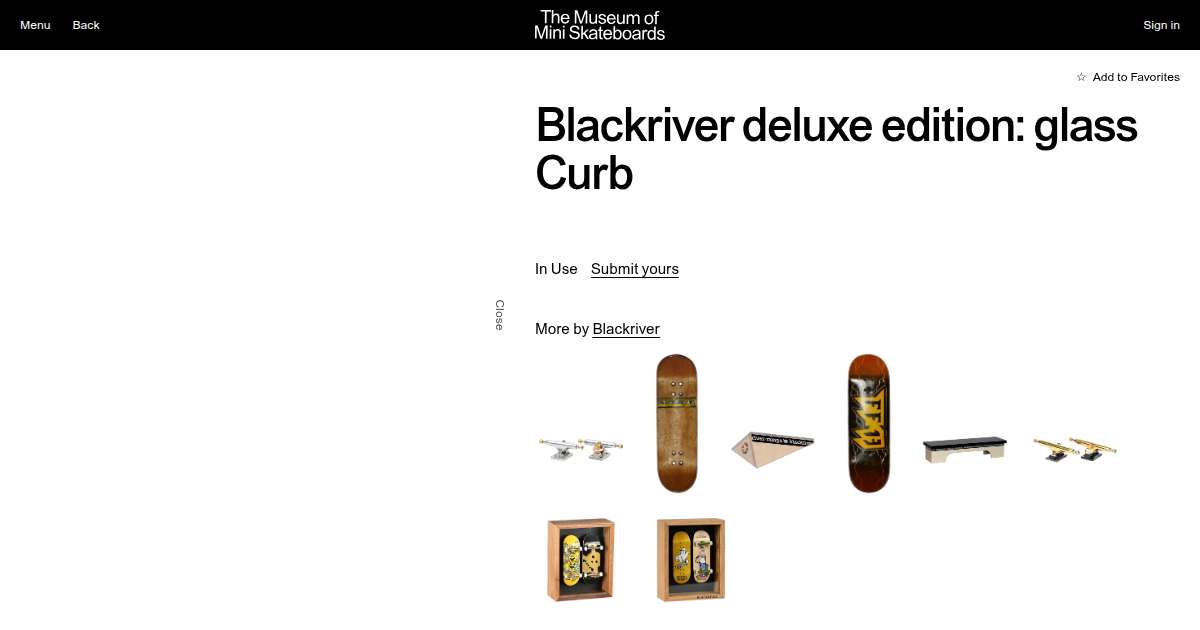 Menu
Back
The Museum of
Mini Skateboards
Sign in
☆ Add to Favorites
Blackriver deluxe edition: glass
Curb
In Use Submit yours
Close
More by Blackriver